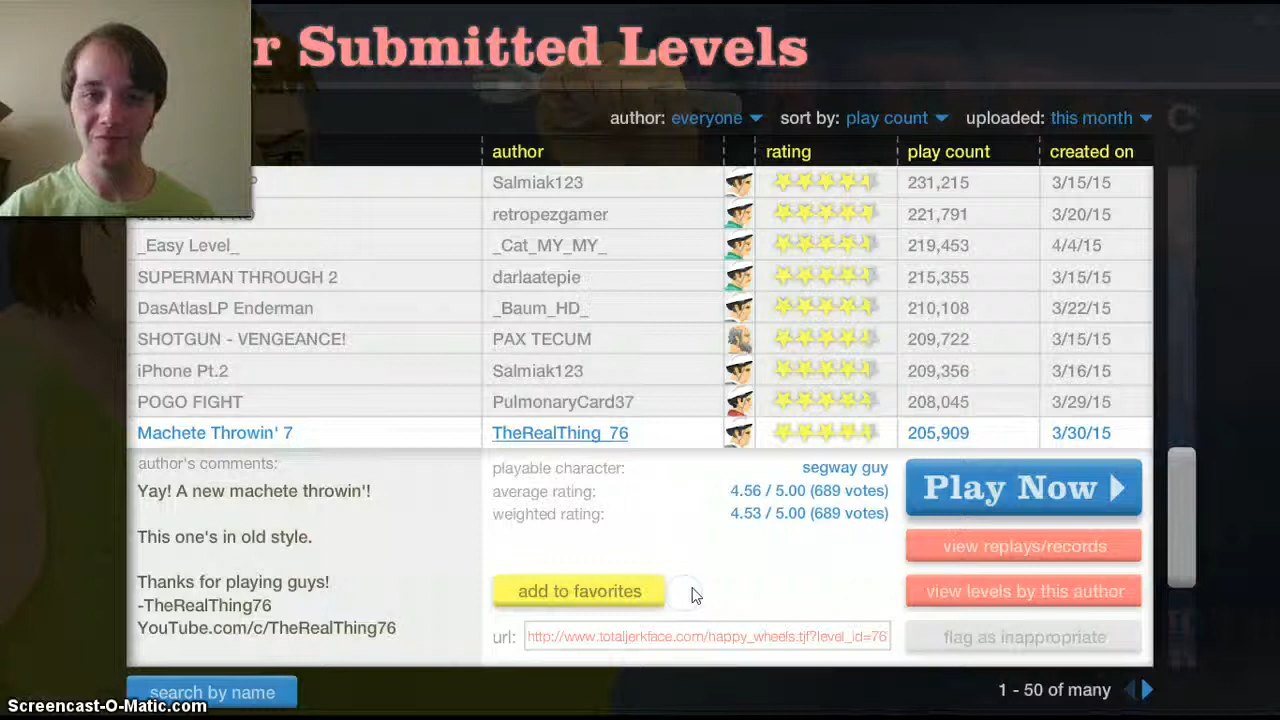 r Submitted Levels
author: everyone sort by: play count uploaded: this month
author rating play count created on
Salmiak123 231,215 3/15/15
retropezgamer 221,791 3/20/15
_Easy Level_ _Cat_MY_MY_ 219,453 4/4/15
SUPERMAN THROUGH 2 darlaatepie 215,355 3/15/15
DasAtlasLP Enderman _Baum_HD_ 210,108 3/22/15
SHOTGUN - VENGEANCE! PAX TECUM 209,722 3/15/15
iPhone Pt.2 Salmiak123 209,356 3/16/15
POGO FIGHT PulmonaryCard37 208,045 3/29/15
Machete Throwin' 7 TheRealThing_76 205,909 3/30/15
author's comments:
Yay! A new machete throwin'!
This one's in old style.
Thanks for playing guys!
-TheRealThing76
YouTube.com/c/TheRealThing76
playable character: segway guy
average rating: 4.56 / 5.00 (689 votes)
weighted rating: 4.53 / 5.00 (689 votes)
add to favorites
url: http://www.totaljerkface.com/happy_wheels.tjf?level_id=76
Play Now
view replays/records
view levels by this author
flag as inappropriate
search by name
1 - 50 of many
Screencast-O-Matic.com